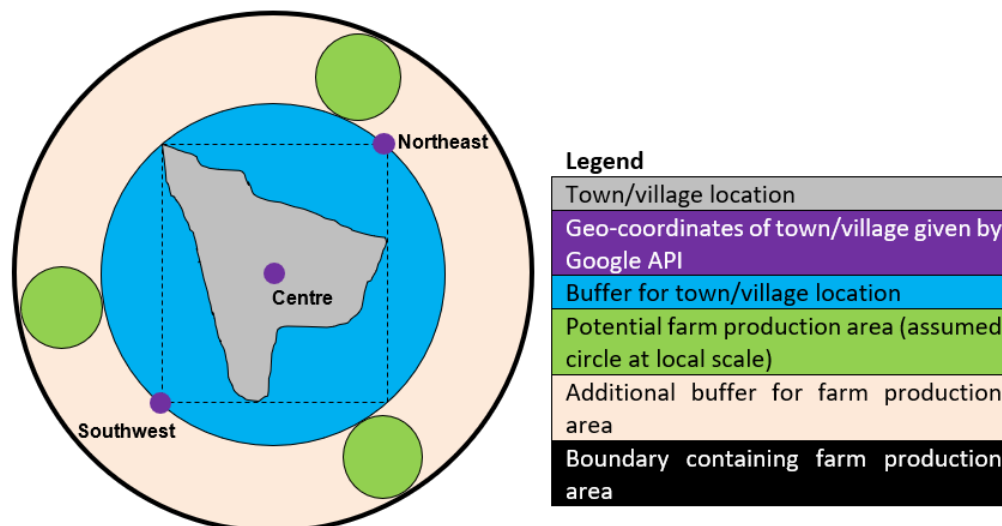 Northeast
Centre
Southwest
Legend
Town/village location
Geo-coordinates of town/village given by
Google API
Buffer for town/village location
Potential farm production area (assumed
circle at local scale)
Additional buffer for farm production
area
Boundary containing farm production
area